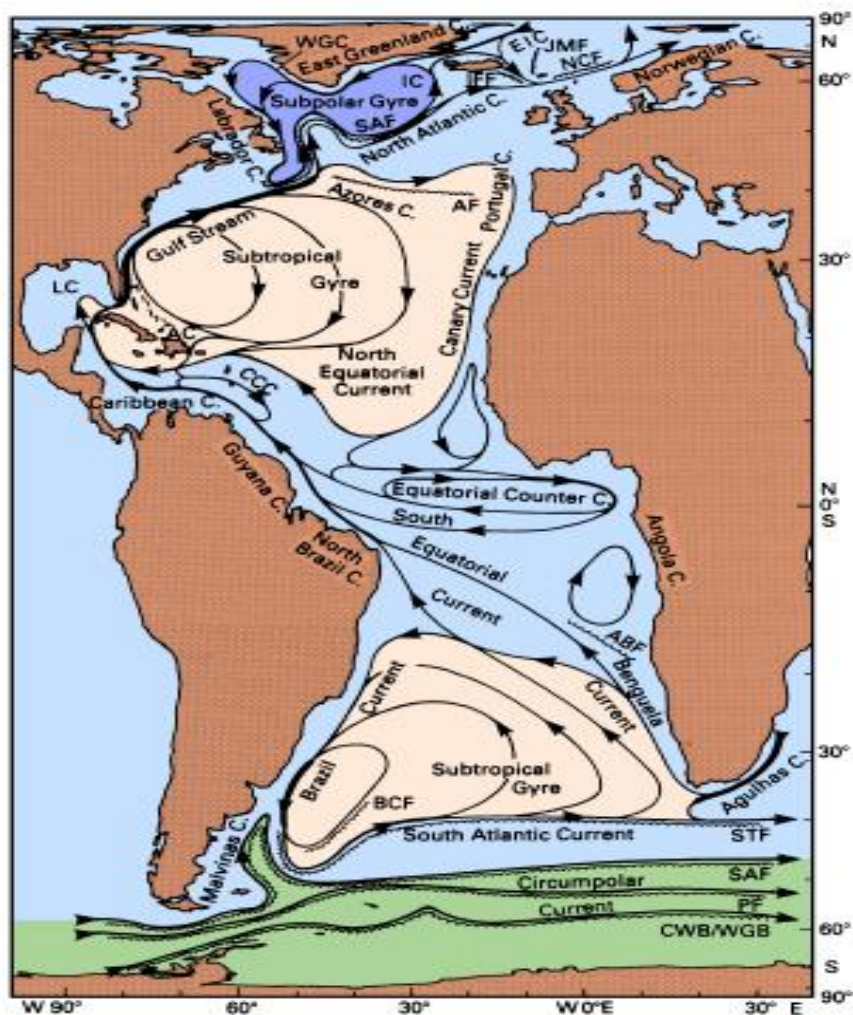 90°
N
WGC
East Greenland C.
EIC
JMF
NCF
Norwegian C.
IC
IFF
60°
Subpolar Gyre
SAF
North Atlantic C.
Labrador C.
Azores C.
AF
Portugal C.
Gulf Stream
Subtropical
Gyre
30°
LC
Canary Current
AC
North
Equatorial
Current
CCC
Caribbean C.
Guyana C.
Equatorial Counter C.
N
0°
S
South
Equatorial
Current
North
Brazil C.
Angola C.
ABF
Benguela
Current
Current
Brazil
30°
Subtropical
Gyre
BCF
Agulhas C.
South Atlantic Current
STF
Malvinas C.
SAF
Circumpolar
PF
Current
CWB/WGB
60°
S
90°
W 90°
60°
30°
W 0°E
30° E